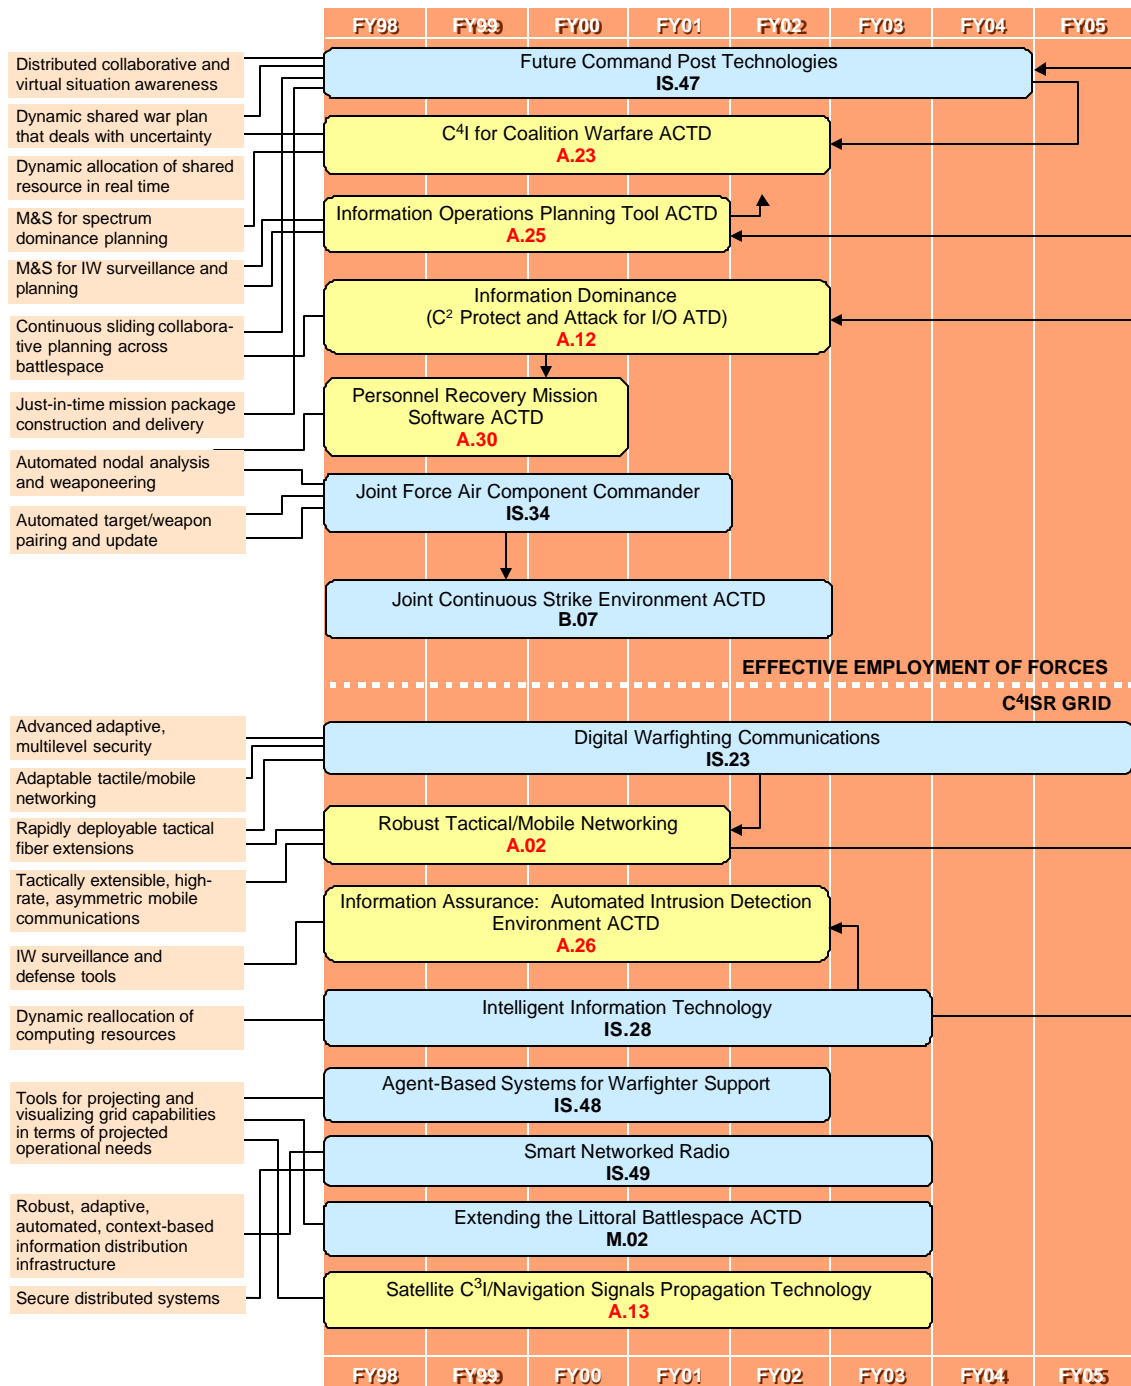 FY98 FY99 FY00 FY01 FY02 FY03 FY04 FY05
Distributed collaborative and
virtual situation awareness
Dynamic shared war plan
that deals with uncertainty
Dynamic allocation of shared
resource in real time
M&S for spectrum
dominance planning
M&S for IW surveillance and
planning
Continuous sliding collabora-
tive planning across
battlespace
Just-in-time mission package
construction and delivery
Automated nodal analysis
and weaponeering
Automated target/weapon
pairing and update
Future Command Post Technologies
IS.47
C⁴I for Coalition Warfare ACTD
A.23
Information Operations Planning Tool ACTD
A.25
Information Dominance
(C² Protect and Attack for I/O ATD)
A.12
Personnel Recovery Mission
Software ACTD
A.30
Joint Force Air Component Commander
IS.34
Joint Continuous Strike Environment ACTD
B.07
EFFECTIVE EMPLOYMENT OF FORCES
C⁴ISR GRID
Advanced adaptive,
multilevel security
Adaptable tactile/mobile
networking
Rapidly deployable tactical
fiber extensions
Tactically extensible, high-
rate, asymmetric mobile
communications
IW surveillance and
defense tools
Dynamic reallocation of
computing resources
Tools for projecting and
visualizing grid capabilities
in terms of projected
operational needs
Robust, adaptive,
automated, context-based
information distribution
infrastructure
Secure distributed systems
Digital Warfighting Communications
IS.23
Robust Tactical/Mobile Networking
A.02
Information Assurance: Automated Intrusion Detection
Environment ACTD
A.26
Intelligent Information Technology
IS.28
Agent-Based Systems for Warfighter Support
IS.48
Smart Networked Radio
IS.49
Extending the Littoral Battlespace ACTD
M.02
Satellite C³I/Navigation Signals Propagation Technology
A.13
FY98 FY99 FY00 FY01 FY02 FY03 FY04 FY05